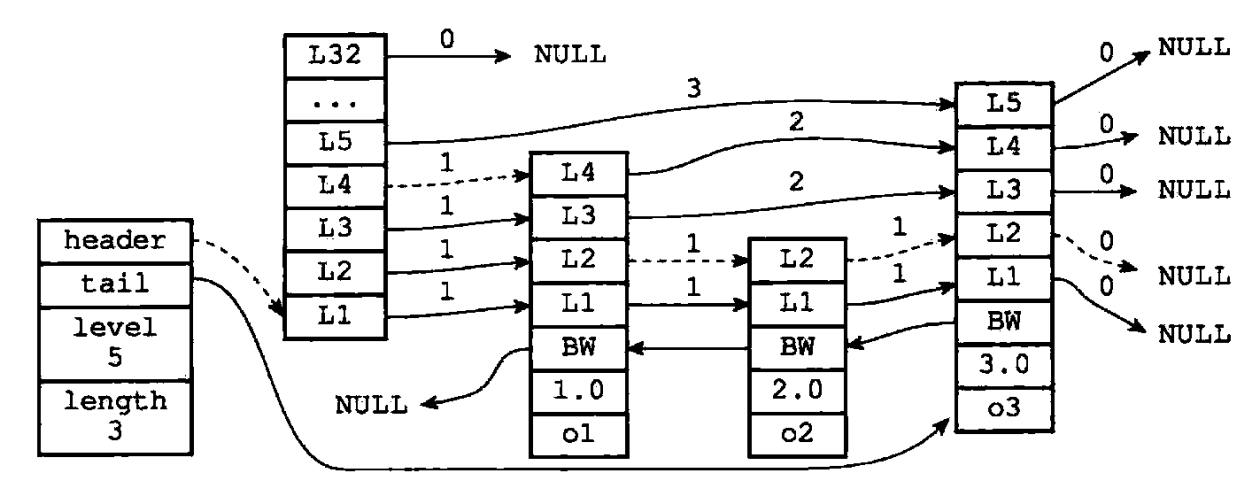 header
tail
level
5
length
3
L32
...
L5
L4
L3
L2
L1
0
NULL
3
1
1
1
1
L4
L3
L2
L1
BW
1.0
o1
NULL
2
2
1
1
L2
L1
BW
2.0
o2
1
1
L5
L4
L3
L2
L1
BW
3.0
o3
0
NULL
0
NULL
0
NULL
0
NULL
0
NULL